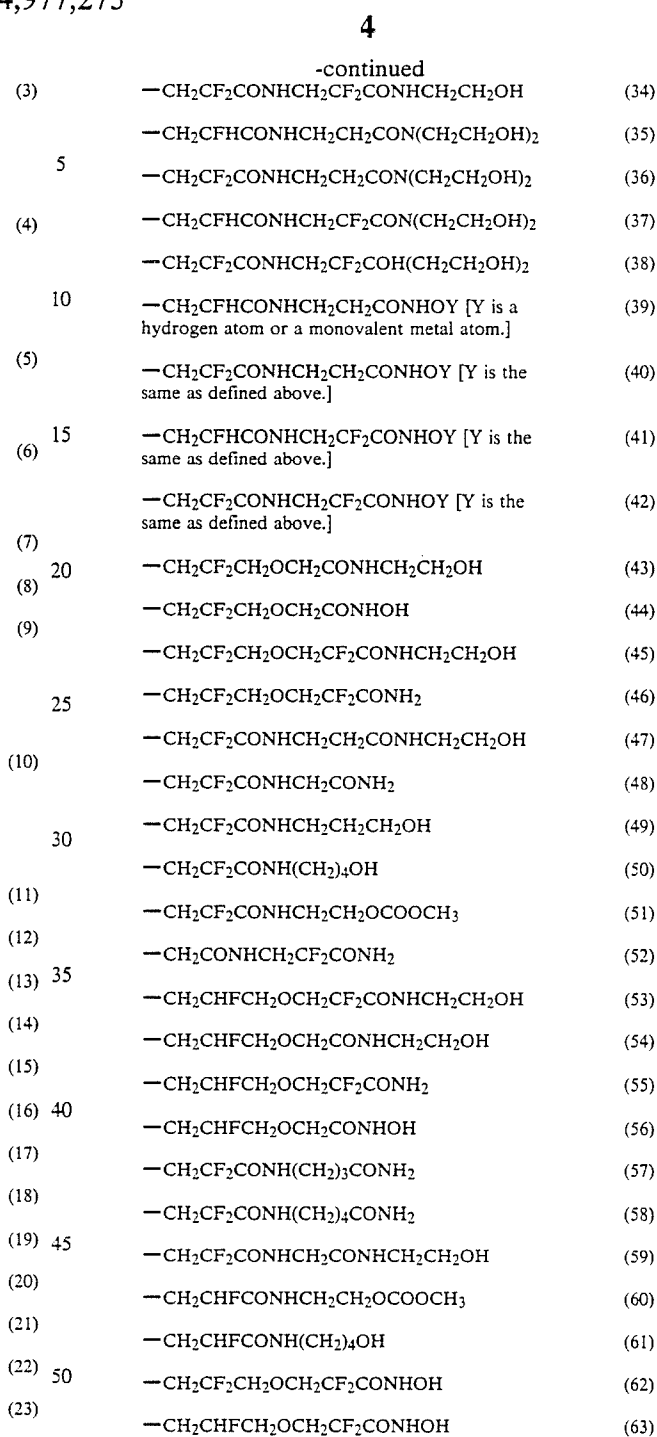 4,977,275
4
-continued
(3) —CH2CF2CONHCH2CF2CONHCH2CH2OH (34)
—CH2CFHCONHCH2CH2CON(CH2CH2OH)2 (35)
5 —CH2CF2CONHCH2CH2CON(CH2CH2OH)2 (36)
(4) —CH2CFHCONHCH2CF2CON(CH2CH2OH)2 (37)
—CH2CF2CONHCH2CF2COH(CH2CH2OH)2 (38)
10 —CH2CFHCONHCH2CH2CONHOY [Y is a (39)
hydrogen atom or a monovalent metal atom.]
(5) —CH2CF2CONHCH2CH2CONHOY [Y is the (40)
same as defined above.]
(6) 15 —CH2CFHCONHCH2CF2CONHOY [Y is the (41)
same as defined above.]
—CH2CF2CONHCH2CF2CONHOY [Y is the (42)
same as defined above.]
(7)
20 —CH2CF2CH2OCH2CONHCH2CH2OH (43)
(8) —CH2CF2CH2OCH2CONHOH (44)
(9) —CH2CF2CH2OCH2CF2CONHCH2CH2OH (45)
25 —CH2CF2CH2OCH2CF2CONH2 (46)
—CH2CF2CONHCH2CH2CONHCH2CH2OH (47)
(10) —CH2CF2CONHCH2CONH2 (48)
30 —CH2CF2CONHCH2CH2CH2OH (49)
—CH2CF2CONH(CH2)4OH (50)
(11) —CH2CF2CONHCH2CH2OCOOCH3 (51)
(12) —CH2CONHCH2CF2CONH2 (52)
(13) 35 —CH2CHFCH2OCH2CF2CONHCH2CH2OH (53)
(14) —CH2CHFCH2OCH2CONHCH2CH2OH (54)
(15) —CH2CHFCH2OCH2CF2CONH2 (55)
(16) 40 —CH2CHFCH2OCH2CONHOH (56)
(17) —CH2CF2CONH(CH2)3CONH2 (57)
(18) —CH2CF2CONH(CH2)4CONH2 (58)
(19) 45 —CH2CF2CONHCH2CONHCH2CH2OH (59)
(20) —CH2CHFCONHCH2CH2OCOOCH3 (60)
(21) —CH2CHFCONH(CH2)4OH (61)
(22) 50 —CH2CF2CH2OCH2CF2CONHOH (62)
(23) —CH2CHFCH2OCH2CF2CONHOH (63)